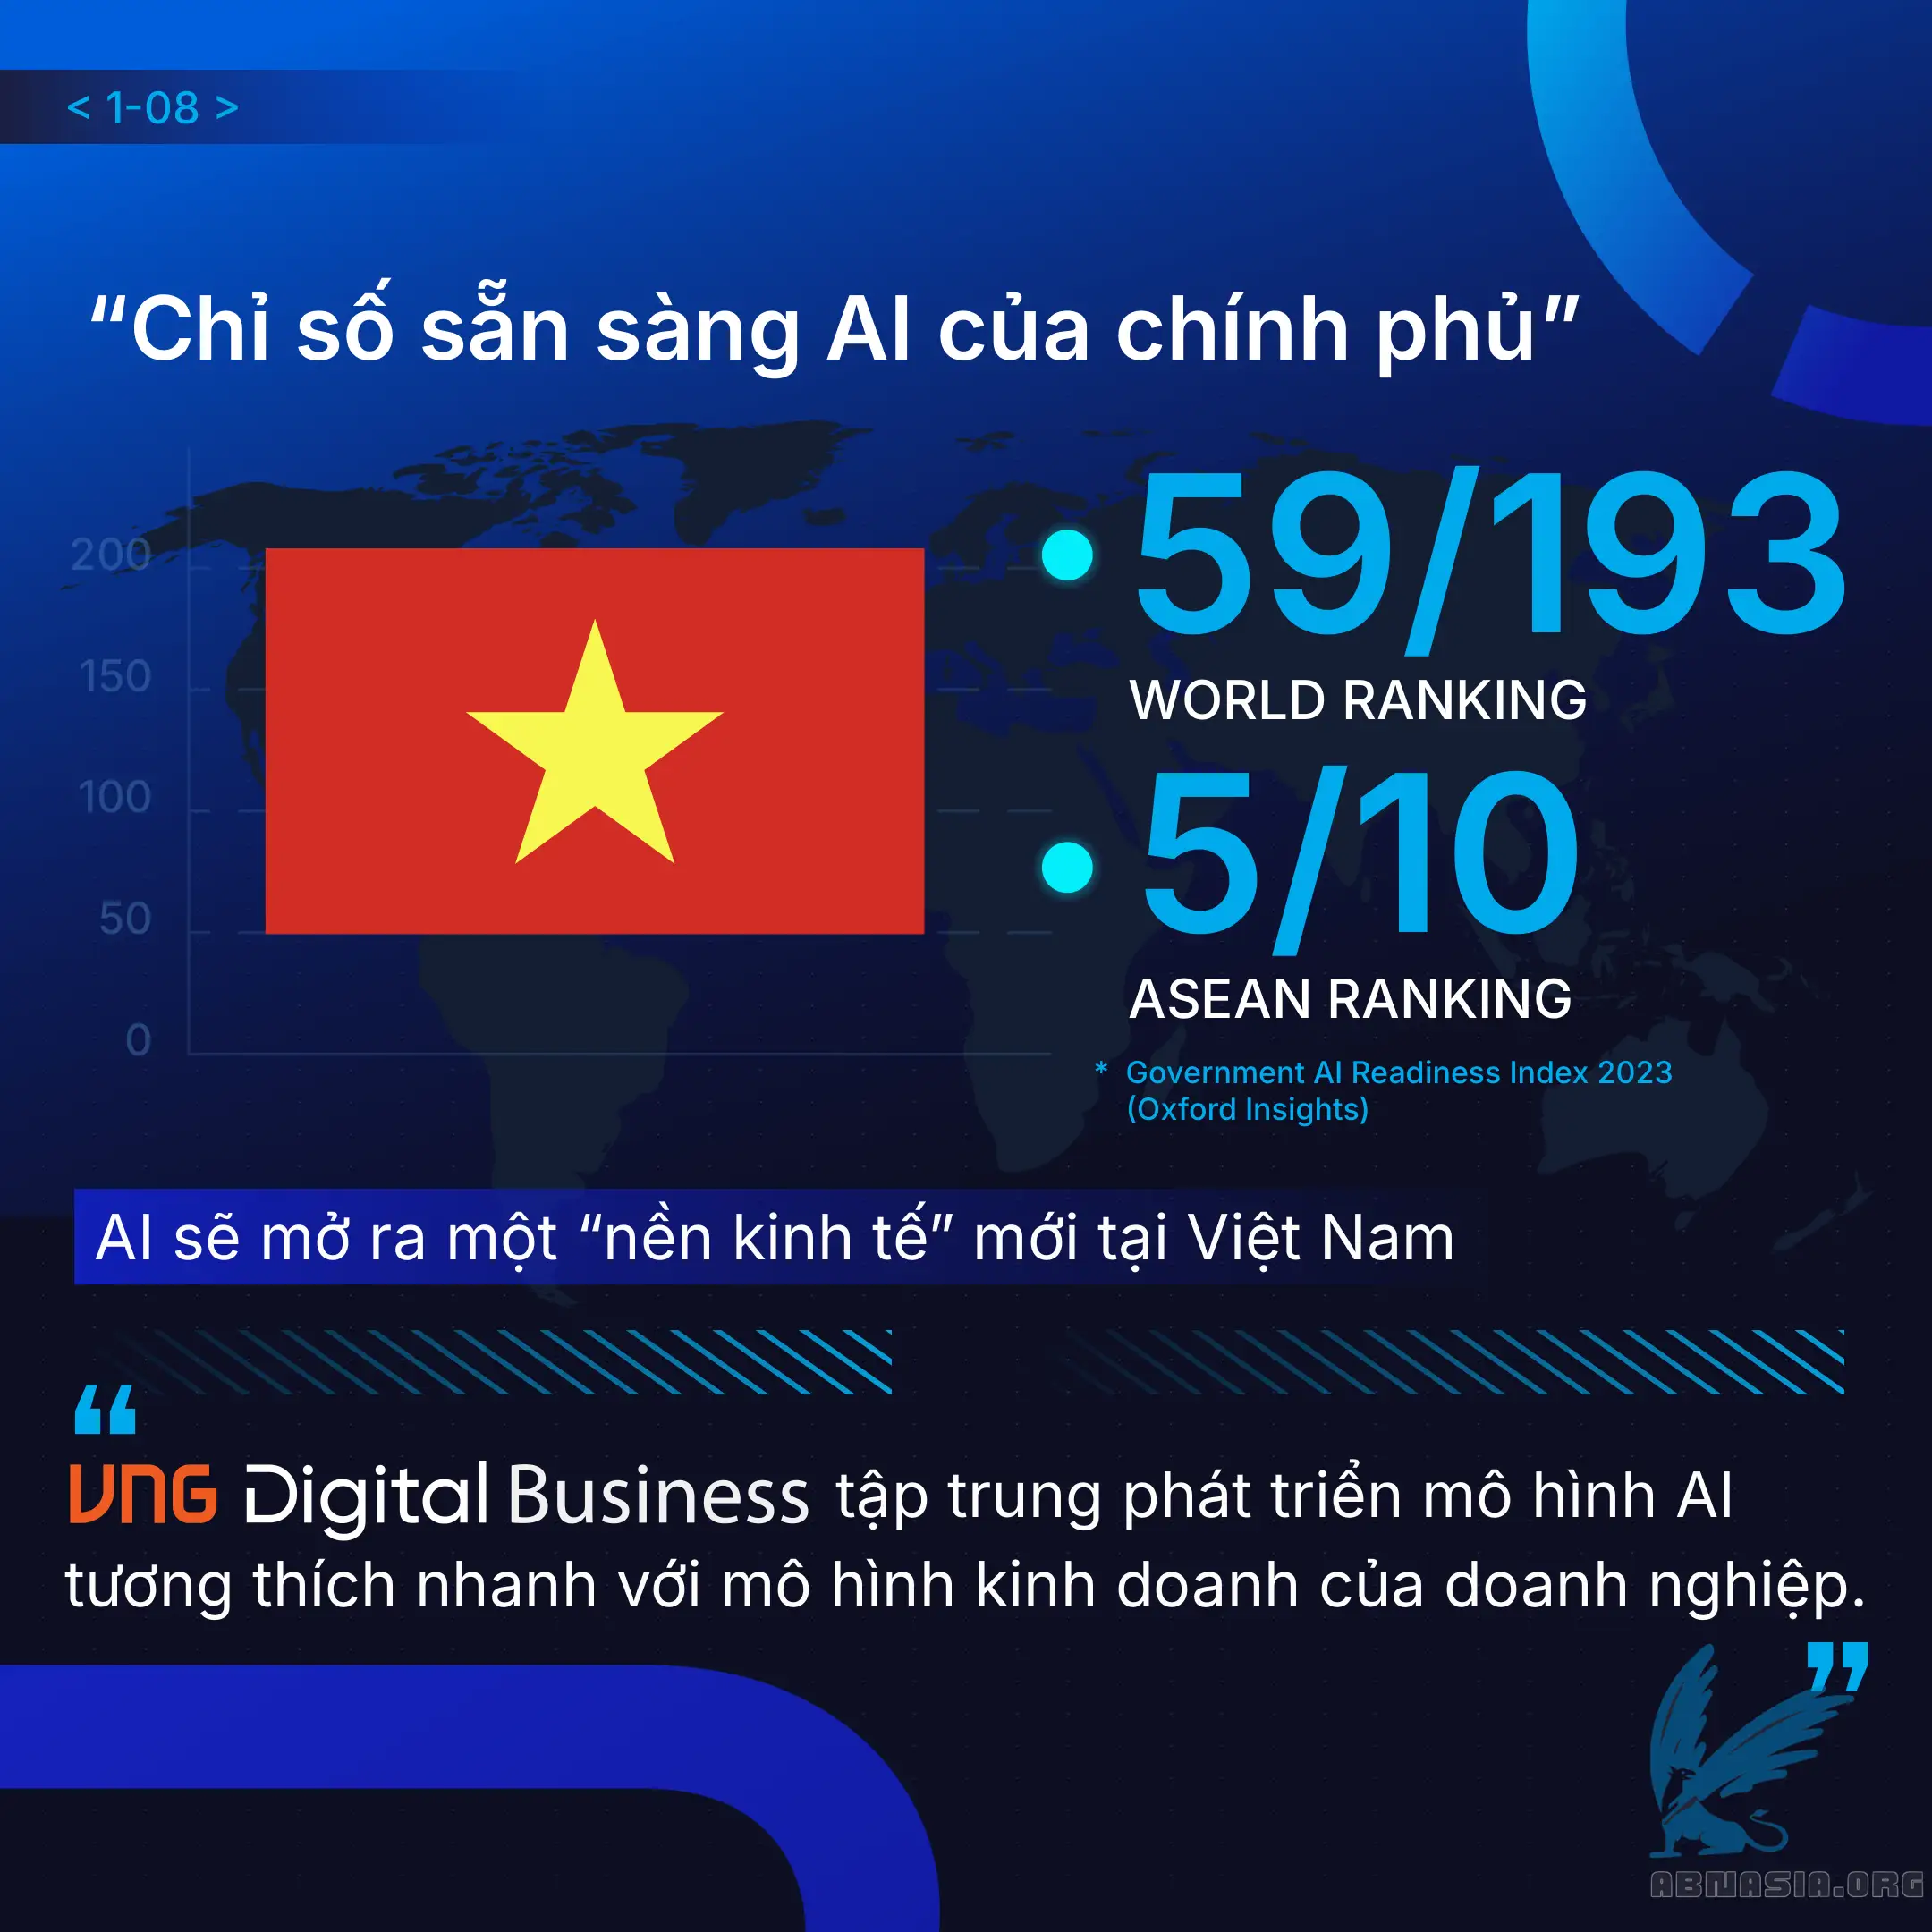 < 1-08 >
“Chỉ số sẵn sàng AI của chính phủ”
200
150
100
50
0
59/193
WORLD RANKING
5/10
ASEAN RANKING
* Government AI Readiness Index 2023
(Oxford Insights)
AI sẽ mở ra một “nền kinh tế” mới tại Việt Nam
“
VNG Digital Business tập trung phát triển mô hình AI
tương thích nhanh với mô hình kinh doanh của doanh nghiệp.
”
ABNASIA.ORG